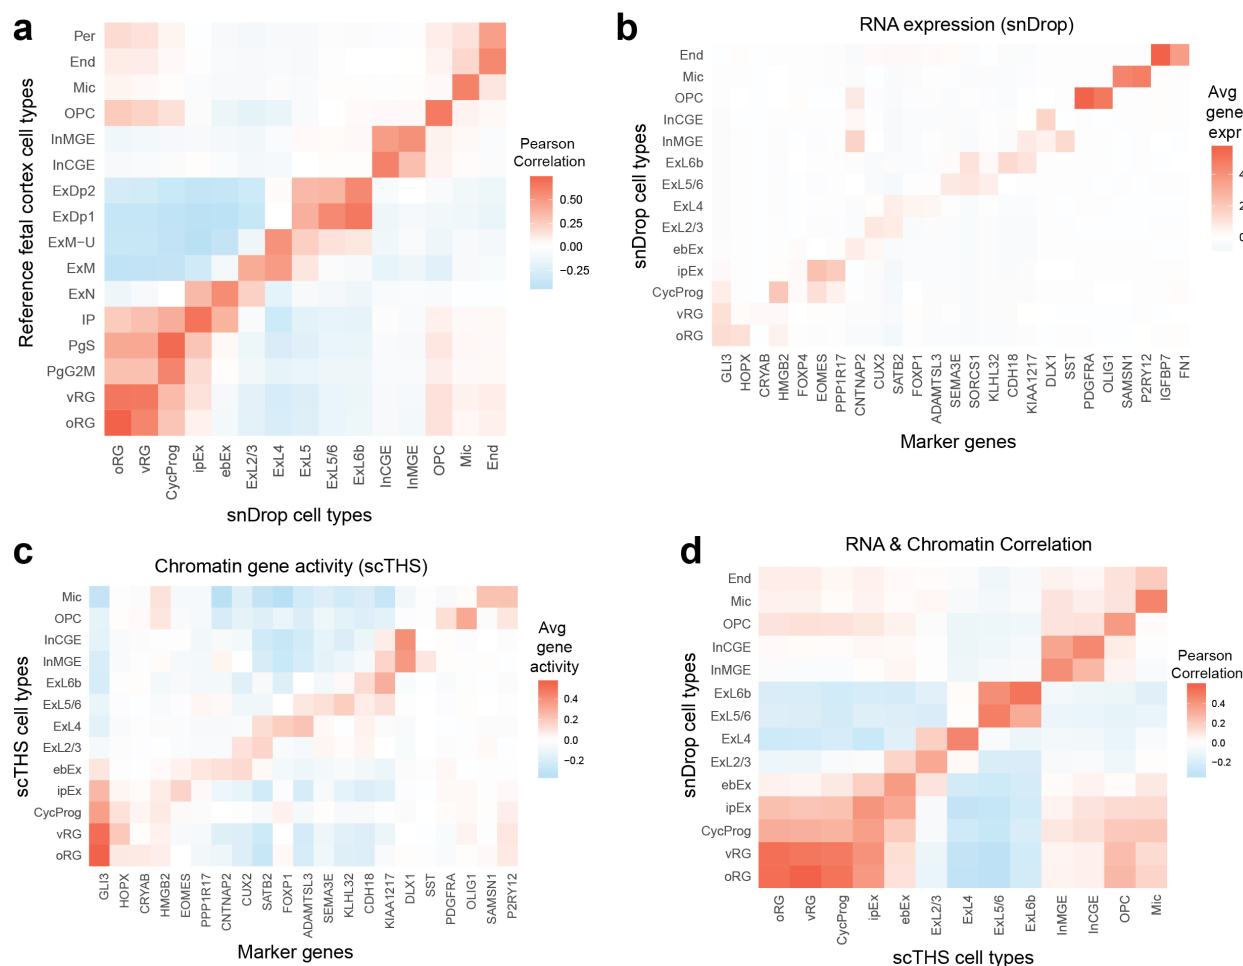 a
Reference fetal cortex cell types
Per
End
Mic
OPC
InMGE
InCGE
ExDp2
ExDp1
ExM−U
ExM
ExN
IP
PgS
PgG2M
vRG
oRG
oRG
vRG
CycProg
ipEx
ebEx
ExL2/3
ExL4
ExL5
ExL5/6
ExL6b
InCGE
InMGE
OPC
Mic
End
snDrop cell types
Pearson
Correlation
0.50
0.25
0.00
−0.25
b
RNA expression (snDrop)
snDrop cell types
End
Mic
OPC
InCGE
InMGE
ExL6b
ExL5/6
ExL4
ExL2/3
ebEx
ipEx
CycProg
vRG
oRG
GLI3
HOPX
CRYAB
HMGB2
FOXP4
EOMES
PPP1R17
CNTNAP2
CUX2
SATB2
FOXP1
ADAMTSL3
SEMA3E
SORCS1
KLHL32
CDH18
KIAA1217
DLX1
SST
PDGFRA
OLIG1
SAMSN1
P2RY12
IGFBP7
FN1
Marker genes
Avg
gene
expr
4
2
0
c
Chromatin gene activity (scTHS)
scTHS cell types
Mic
OPC
InCGE
InMGE
ExL6b
ExL5/6
ExL4
ExL2/3
ebEx
ipEx
CycProg
vRG
oRG
GLI3
HOPX
CRYAB
HMGB2
EOMES
PPP1R17
CNTNAP2
CUX2
SATB2
FOXP1
ADAMTSL3
SEMA3E
KLHL32
CDH18
KIAA1217
DLX1
SST
PDGFRA
OLIG1
SAMSN1
P2RY12
Marker genes
Avg
gene
activity
0.4
0.2
0.0
−0.2
d
RNA & Chromatin Correlation
snDrop cell types
End
Mic
OPC
InCGE
InMGE
ExL6b
ExL5/6
ExL4
ExL2/3
ebEx
ipEx
CycProg
vRG
oRG
oRG
vRG
CycProg
ipEx
ebEx
ExL2/3
ExL4
ExL5/6
ExL6b
InMGE
InCGE
OPC
Mic
scTHS cell types
Pearson
Correlation
0.4
0.2
0.0
−0.2